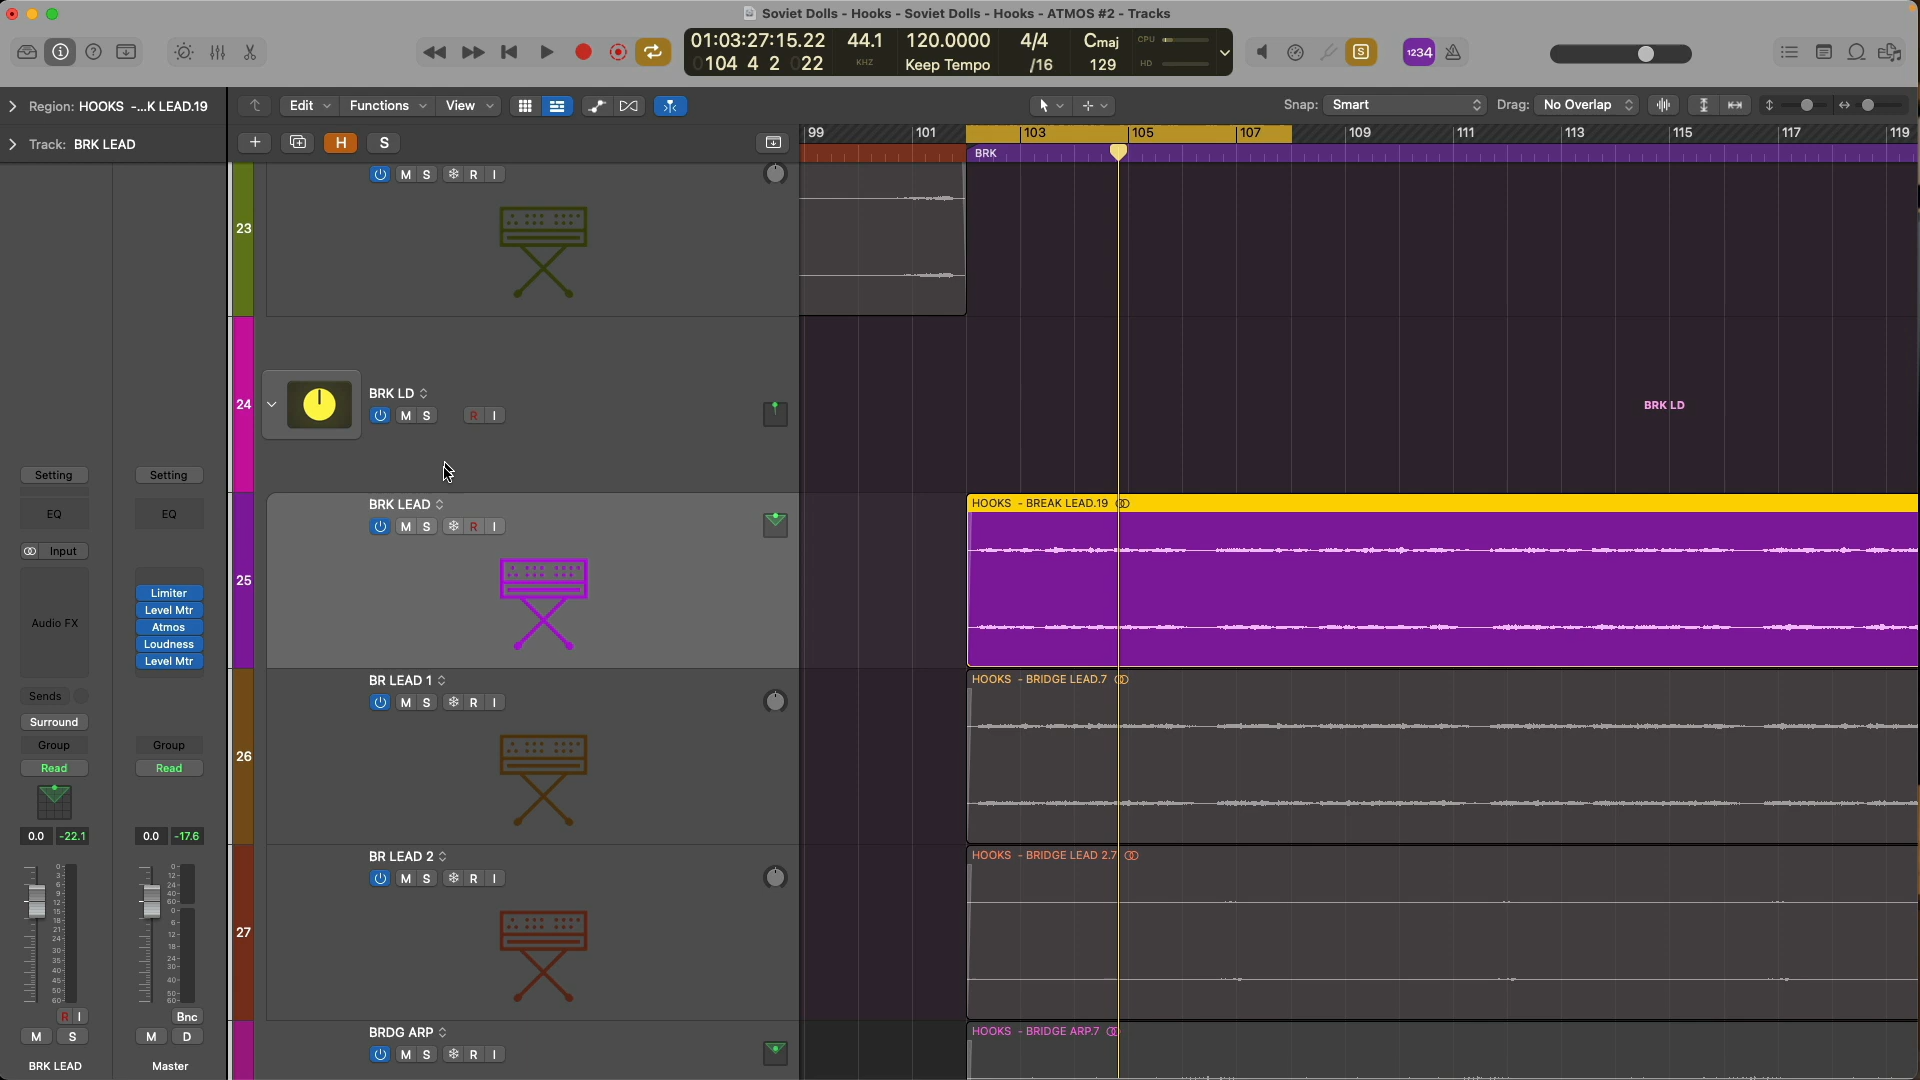 Soviet Dolls - Hooks - Soviet Dolls - Hooks - ATMOS #2 - Tracks
01:03:27:15.22
104 4 2 022
44.1
KHZ
120.0000
Keep Tempo
4/4
/16
Cmaj
129
CPU
HD
S
1234
Region: HOOKS -...K LEAD.19
Edit
Functions
View
Snap: Smart
Drag: No Overlap
Track: BRK LEAD
H
S
99
101
103
105
107
109
111
113
115
117
119
BRK
23
M S R I
24
BRK LD
M S R I
BRK LD
25
BRK LEAD
M S R I
HOOKS - BREAK LEAD.19
26
BR LEAD 1
M S R I
HOOKS - BRIDGE LEAD.7
27
BR LEAD 2
M S R I
HOOKS - BRIDGE LEAD 2.7
BRDG ARP
M S R I
HOOKS - BRIDGE ARP.7
Setting
Setting
EQ
EQ
Input
Audio FX
Limiter
Level Mtr
Atmos
Loudness
Level Mtr
Sends
Surround
Group
Group
Read
Read
0.0 -22.1
0.0 -17.6
R I
Bnc
M S
M D
BRK LEAD
Master